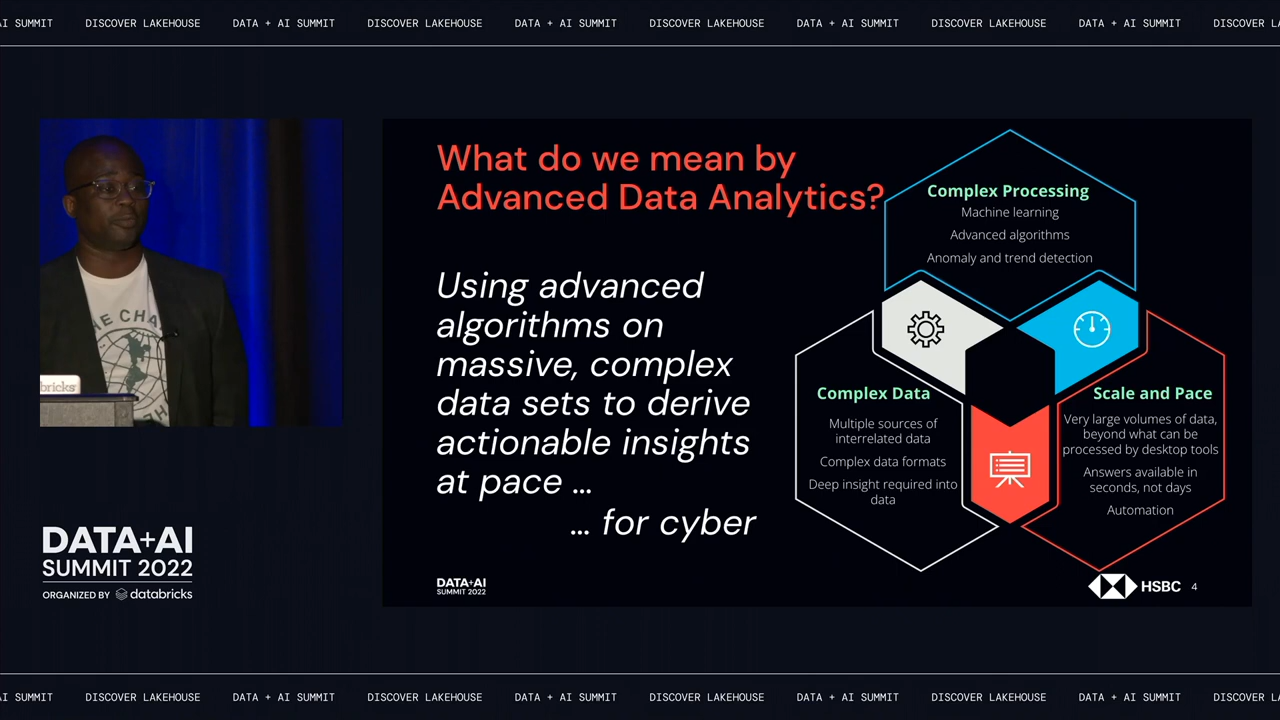 AI SUMMIT DISCOVER LAKEHOUSE DATA + AI SUMMIT DISCOVER LAKEHOUSE DATA + AI SUMMIT DISCOVER LAKEHOUSE DATA + AI SUMMIT DISCOVER LAKEHOUSE DATA + AI SUMMIT DISCOVER LA
What do we mean by
Advanced Data Analytics?
Using advanced
algorithms on
massive, complex
data sets to derive
actionable insights
at pace ...
... for cyber
Complex Processing
Machine learning
Advanced algorithms
Anomaly and trend detection
Complex Data
Multiple sources of
interrelated data
Complex data formats
Deep insight required into
data
Scale and Pace
Very large volumes of data,
beyond what can be
processed by desktop tools
Answers available in
seconds, not days
Automation
DATA+AI
SUMMIT 2022
HSBC 4
bricks
DATA+AI
SUMMIT 2022
ORGANIZED BY databricks
AI SUMMIT DISCOVER LAKEHOUSE DATA + AI SUMMIT DISCOVER LAKEHOUSE DATA + AI SUMMIT DISCOVER LAKEHOUSE DATA + AI SUMMIT DISCOVER LAKEHOUSE DATA + AI SUMMIT DISCOVER LA